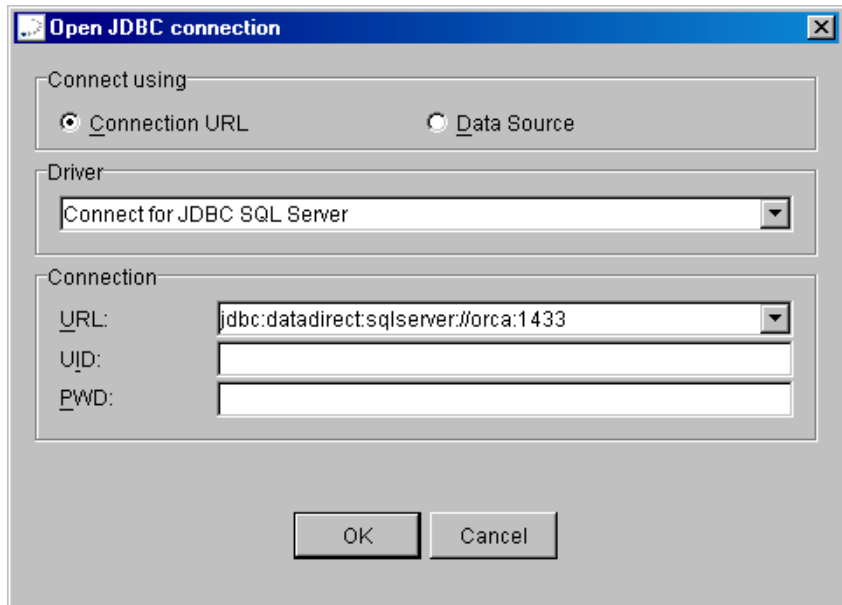 Open JDBC connection
Connect using
Connection URL
Data Source
Driver
Connect for JDBC SQL Server
Connection
URL:
jdbc:datadirect:sqlserver://orca:1433
UID:
PWD:
OK
Cancel